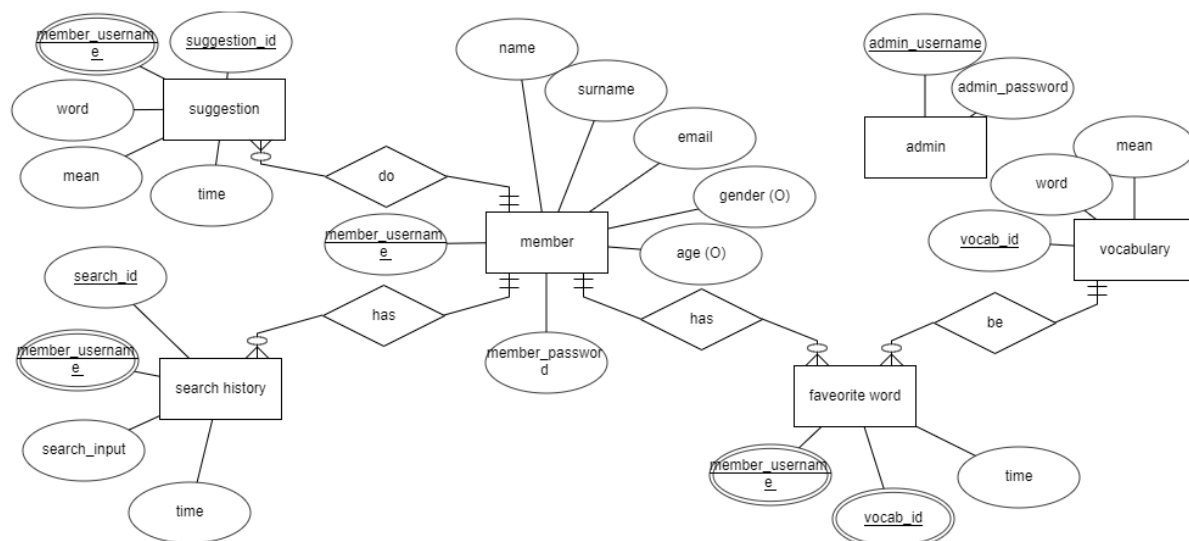 member_usernam
e
suggestion_id
suggestion
word
mean
time
do
name
surname
email
gender (O)
age (O)
member_usernam
e
member
member_passwor
d
admin_username
admin_password
admin
mean
word
vocab_id
vocabulary
search_id
member_usernam
e
search history
search_input
time
has
has
be
faveorite word
member_usernam
e
vocab_id
time